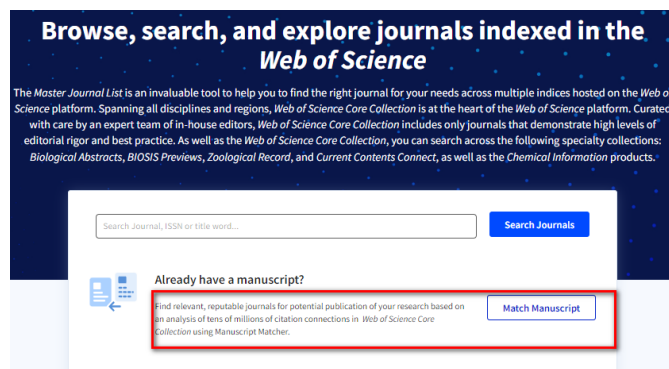 Browse, search, and explore journals indexed in the
Web of Science
The Master Journal List is an invaluable tool to help you to find the right journal for your needs across multiple indices hosted on the Web o
Science platform. Spanning all disciplines and regions, Web of Science Core Collection is at the heart of the Web of Science platform. Curated
with care by an expert team of in-house editors, Web of Science Core Collection includes only journals that demonstrate high levels of
editorial rigor and best practice. As well as the Web of Science Core Collection, you can search across the following specialty collections:
Biological Abstracts, BIOSIS Previews, Zoological Record, and Current Contents Connect, as well as the Chemical Information products.
Search Journal, ISSN or title word...
Search Journals
Already have a manuscript?
Find relevant, reputable journals for potential publication of your research based on
an analysis of tens of millions of citation connections in Web of Science Core
Collection using Manuscript Matcher.
Match Manuscript